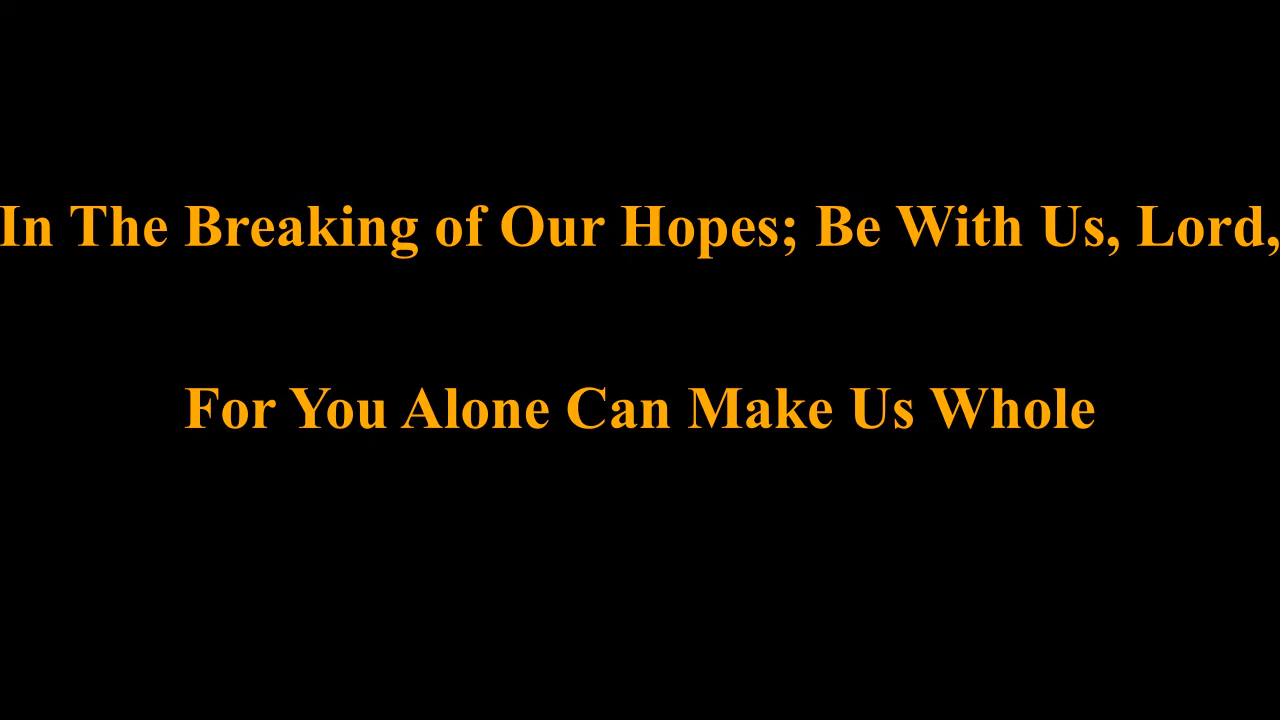 In The Breaking of Our Hopes; Be With Us, Lord,
For You Alone Can Make Us Whole